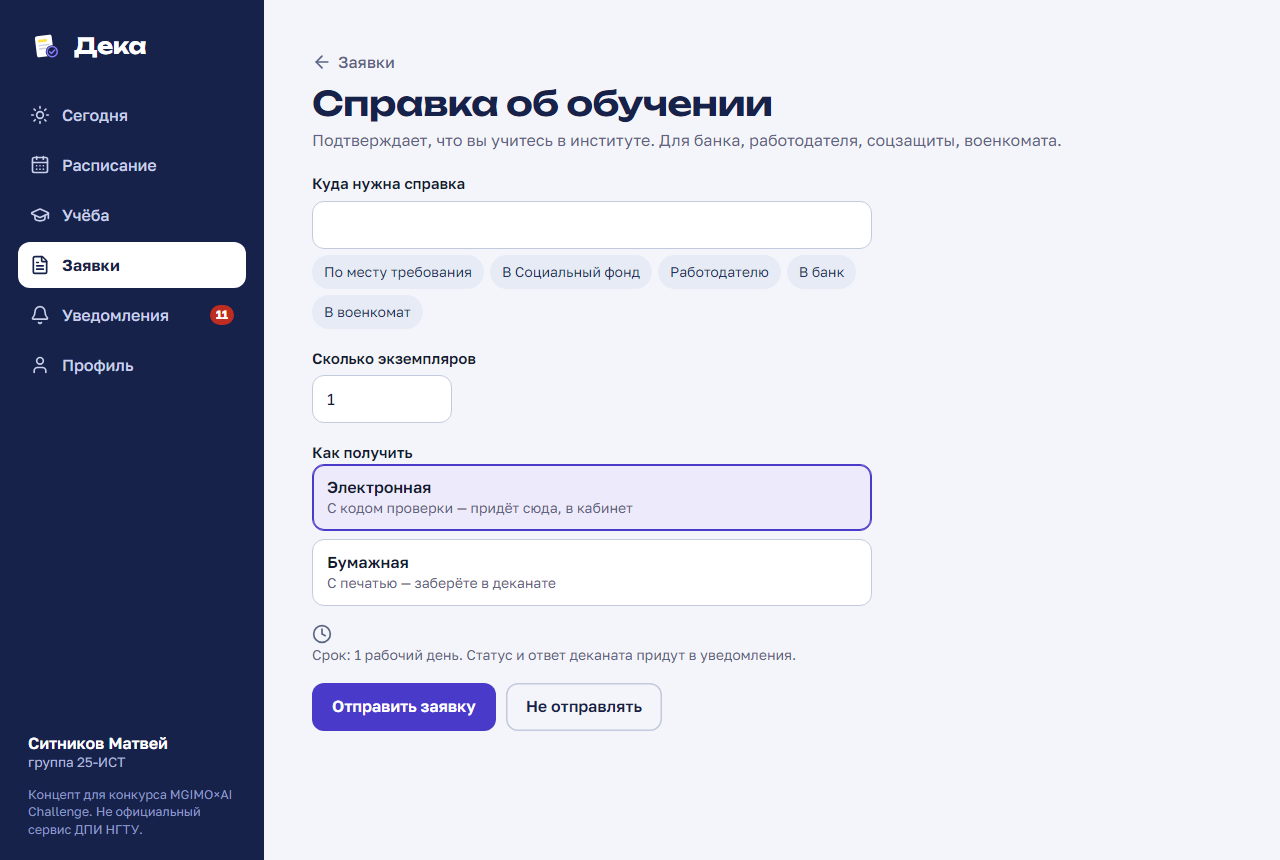 Дека
Сегодня
Расписание
Учёба
Заявки
Уведомления 11
Профиль
Ситников Матвей
группа 25-ИСТ
Концепт для конкурса MGIMO×AI
Challenge. Не официальный
сервис ДПИ НГТУ.
Заявки
Справка об обучении
Подтверждает, что вы учитесь в институте. Для банка, работодателя, соцзащиты, военкомата.
Куда нужна справка
По месту требования В Социальный фонд Работодателю В банк
В военкомат
Сколько экземпляров
1
Как получить
Электронная
С кодом проверки — придёт сюда, в кабинет
Бумажная
С печатью — заберёте в деканате
Срок: 1 рабочий день. Статус и ответ деканата придут в уведомления.
Отправить заявку Не отправлять